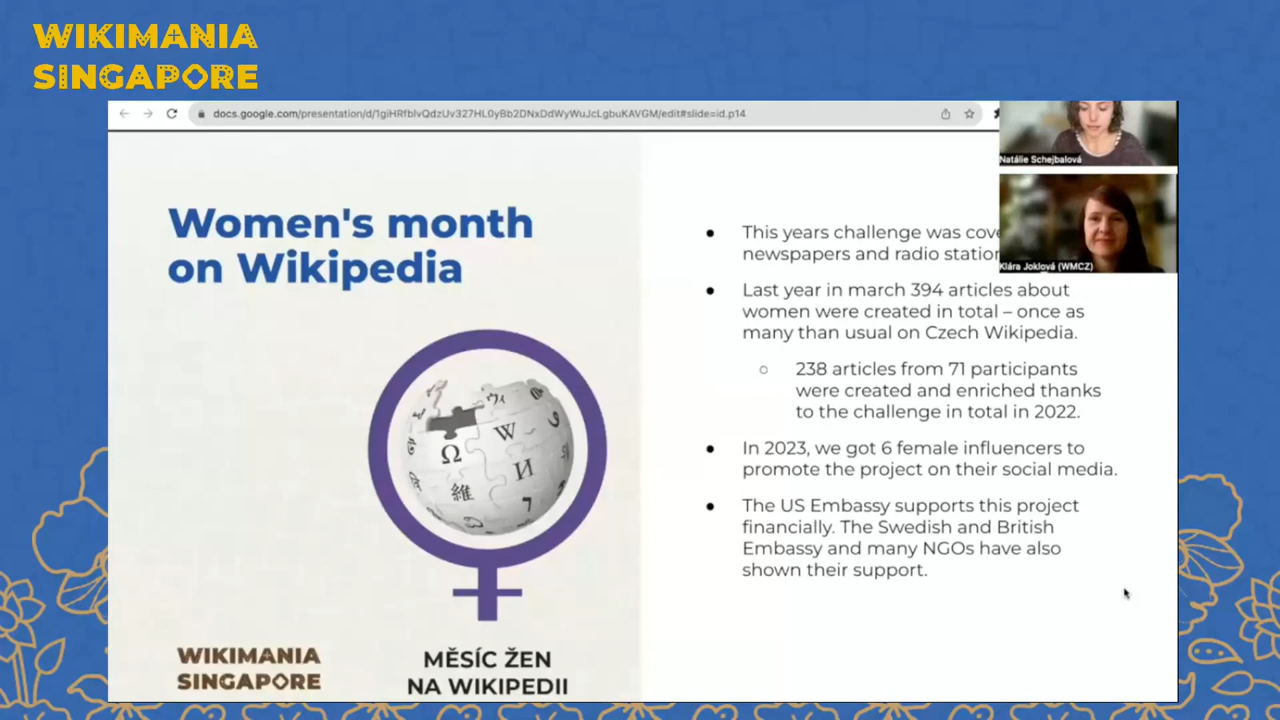 WIKIMANIA
SINGAPORE
docs.google.com/presentation/d/1giHRfbIvQdzUv327HL0yBb2DNxDdWyWuJcLgbuKAVGM/edit#slide=id.p14
Natálie Schejbalová
Klára Joklová (WMCZ)
Women's month
on Wikipedia
Ω
W
И
維
ウィ
7
WIKIMANIA
SINGAPORE
MĚSÍC ŽEN
NA WIKIPEDII
● This years challenge was
newspapers and radio
● Last year in march 394 articles about
women were created in total – once as
many than usual on Czech Wikipedia.
○ 238 articles from 71 participants
were created and enriched thanks
to the challenge in total in 2022.
● In 2023, we got 6 female influencers to
promote the project on their social media.
● The US Embassy supports this project
financially. The Swedish and British
Embassy and many NGOs have also
shown their support.